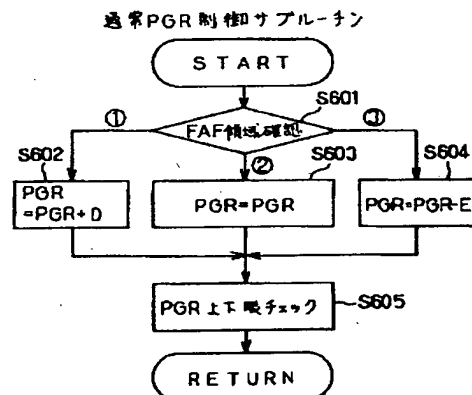 通常PGR制御サブルーチン
START
S601
FAF領域確認
①
②
③
S602
PGR
=PGR+D
S603
PGR=PGR
S604
PGR=PGR-E
PGR上下限チェック
S605
RETURN